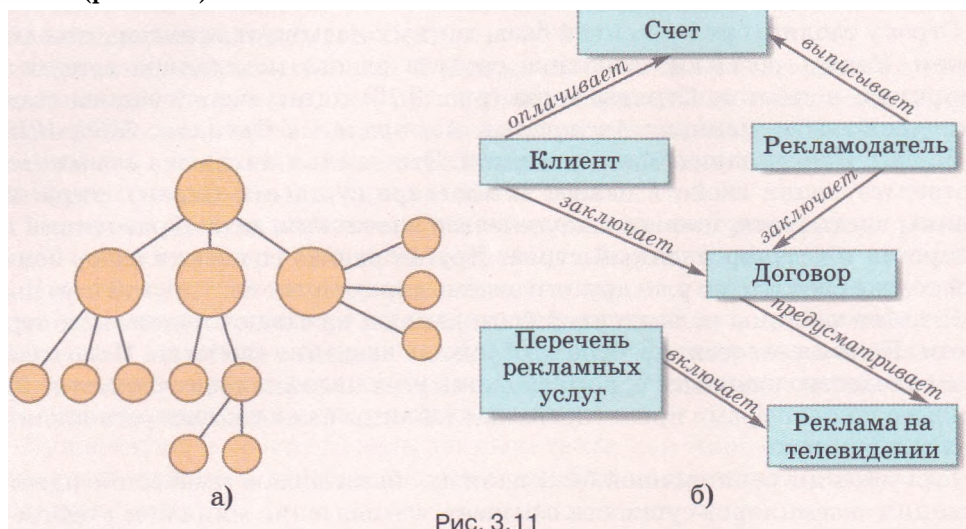 Счет
оплачивает
выписывает
Клиент
Рекламодатель
заключает
заключает
Договор
предусматривает
Перечень
рекламных
услуг
включает
Реклама на
телевидении
а)
б)
Рис. 3.11